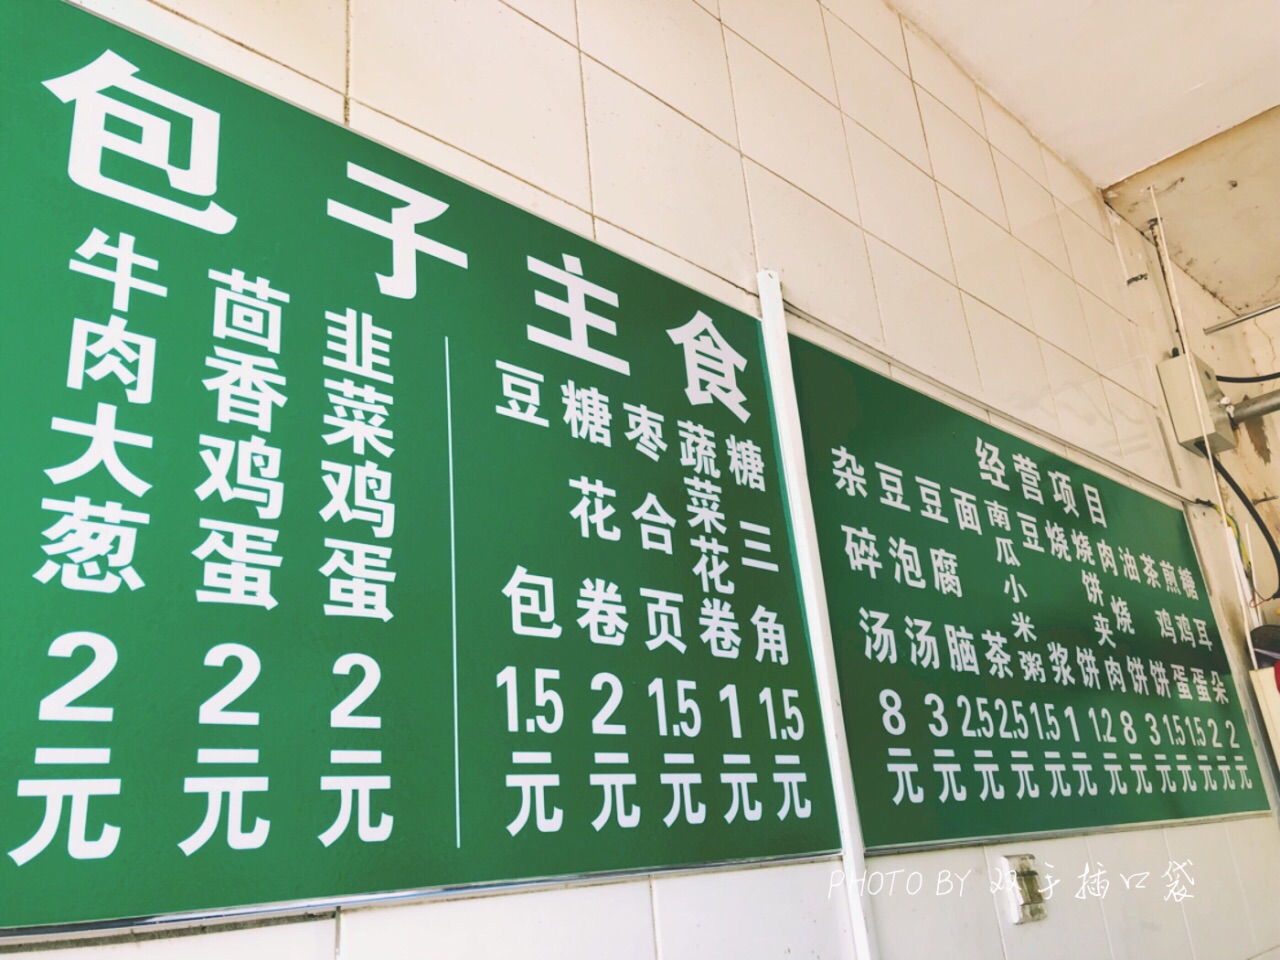 包子
牛肉大葱2元
茴香鸡蛋2元
韭菜鸡蛋2元
主食
豆包1.5元
糖花卷2元
枣合页1.5元
蔬菜花卷1元
糖三角1.5元
经营项目
杂碎汤8元
豆泡汤3元
豆腐脑2.5元
面茶2.5元
南瓜小米粥1.5元
豆浆1元
烧饼1.2元
烧饼夹肉8元
肉饼3元
油烧饼1.5元
茶鸡蛋1.5元
煎鸡蛋2元
糖耳朵2元
PHOTO BY 双手插口袋